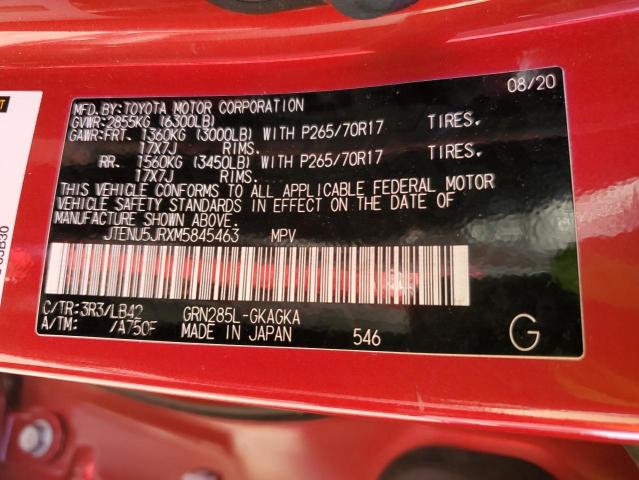 08/20
MFD.BY:TOYOTA MOTOR CORPORATION
GVWR:2855KG (6300LB)
GAWR:FRT. 1360KG (3000LB) WITH P265/70R17 TIRES,
17X7J RIMS.
RR. 1560KG (3450LB) WITH P265/70R17 TIRES,
17X7J RIMS.
THIS VEHICLE CONFORMS TO ALL APPLICABLE FEDERAL MOTOR
VEHICLE SAFETY STANDARDS IN EFFECT ON THE DATE OF
MANUFACTURE SHOWN ABOVE.
JTENU5JRXM5845463 MPV
C/TR:3R3/LB42 GRN285L-GKAGKA
A/TM: /A750F MADE IN JAPAN 546 G